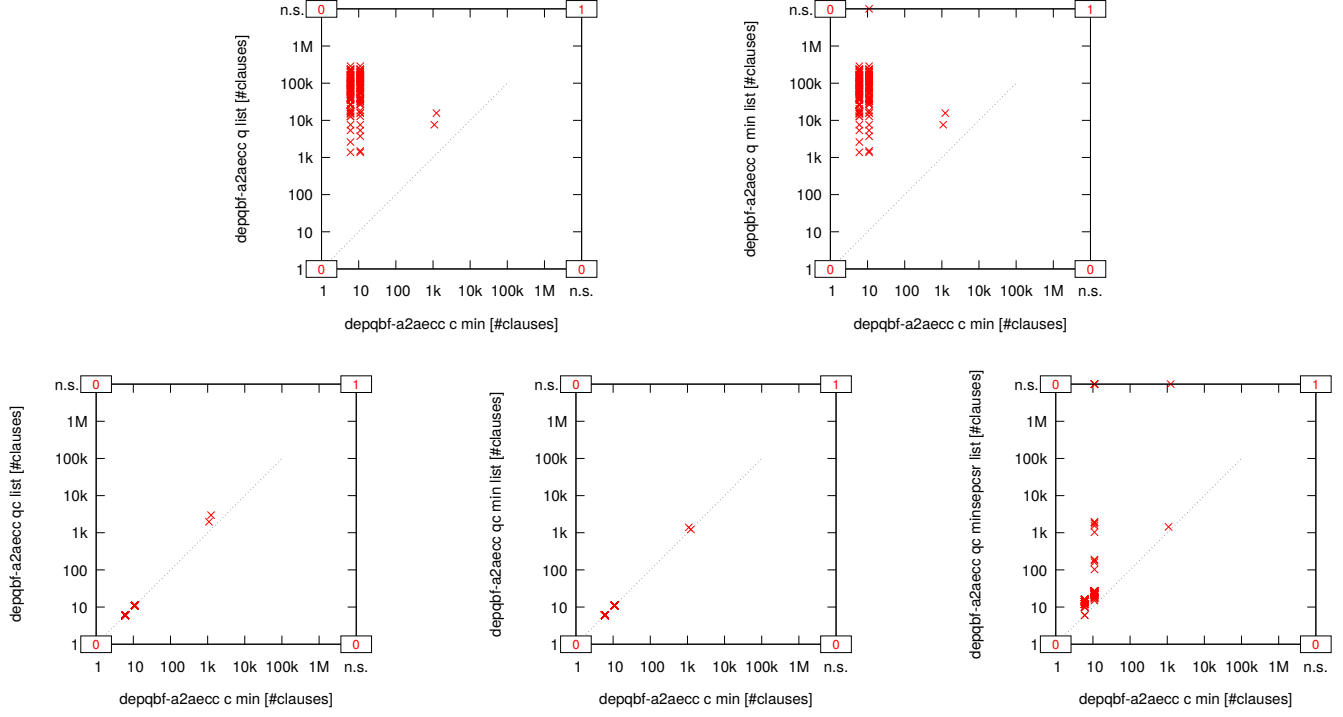 n.s. 0 1
1M
100k
10k
1k
100
10
1 0 0
1 10 100 1k 10k 100k 1M n.s.
depqbf-a2aecc q list [#clauses]
depqbf-a2aecc c min [#clauses]
n.s. 0 1
1M
100k
10k
1k
100
10
1 0 0
1 10 100 1k 10k 100k 1M n.s.
depqbf-a2aecc q min list [#clauses]
depqbf-a2aecc c min [#clauses]
n.s. 0 1
1M
100k
10k
1k
100
10
1 0 0
1 10 100 1k 10k 100k 1M n.s.
depqbf-a2aecc qc list [#clauses]
depqbf-a2aecc c min [#clauses]
n.s. 0 1
1M
100k
10k
1k
100
10
1 0 0
1 10 100 1k 10k 100k 1M n.s.
depqbf-a2aecc qc min list [#clauses]
depqbf-a2aecc c min [#clauses]
n.s. 0 1
1M
100k
10k
1k
100
10
1 0 0
1 10 100 1k 10k 100k 1M n.s.
depqbf-a2aecc qc minsepcsr list [#clauses]
depqbf-a2aecc c min [#clauses]